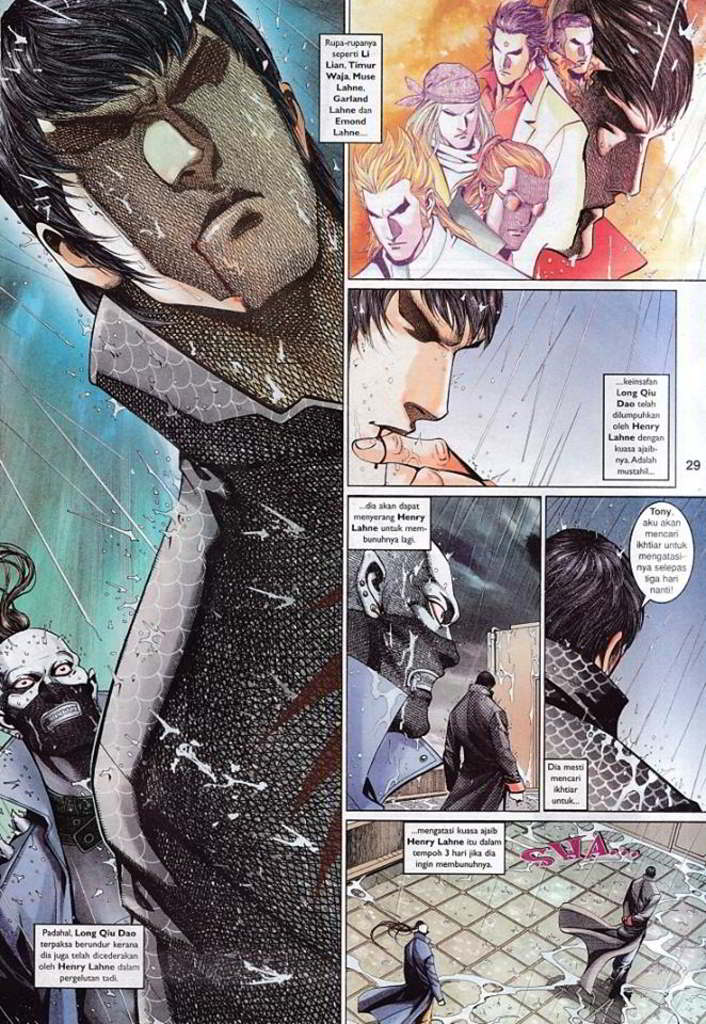 Rupa-rupanya
seperti Li
Lian, Timur
Waja, Muse
Lahne,
Garland
Lahne dan
Emond
Lahne...
...keinsafan
Long Qiu
Dao telah
dilumpuhkan
oleh Henry
Lahne dengan
kuasa ajaib-
nya. Adalah
mustahil...
29
...dia akan dapat
menyerang Henry
Lahne untuk mem-
bunuhnya lagi.
Tony,
aku akan
mencari
ikhtiar untuk
mengatasi-
nya selepas
tiga hari
nanti!
Dia mesti
mencari
ikhtiar
untuk...
...mengatasi kuasa ajaib
Henry Lahne itu dalam
tempoh 3 hari jika dia
ingin membunuhnya.
SYA...
Padahal, Long Qiu Dao
terpaksa berundur kerana
dia juga telah dicederakan
oleh Henry Lahne dalam
pergelutan tadi.